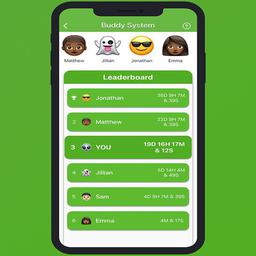 Buddy System
Matthew Jillian Jonathan Emma
Leaderboard
Jonathan 35D 9H 7M
& 39S
2 Matthew 22D 9H 7M
& 39S
3 YOU 19D 16H 17M
& 12S
4 Jillian 5D 14H 4M
& 49S
5 Sam 4D 9H 7M & 39S
6 Emma 4M & 17S